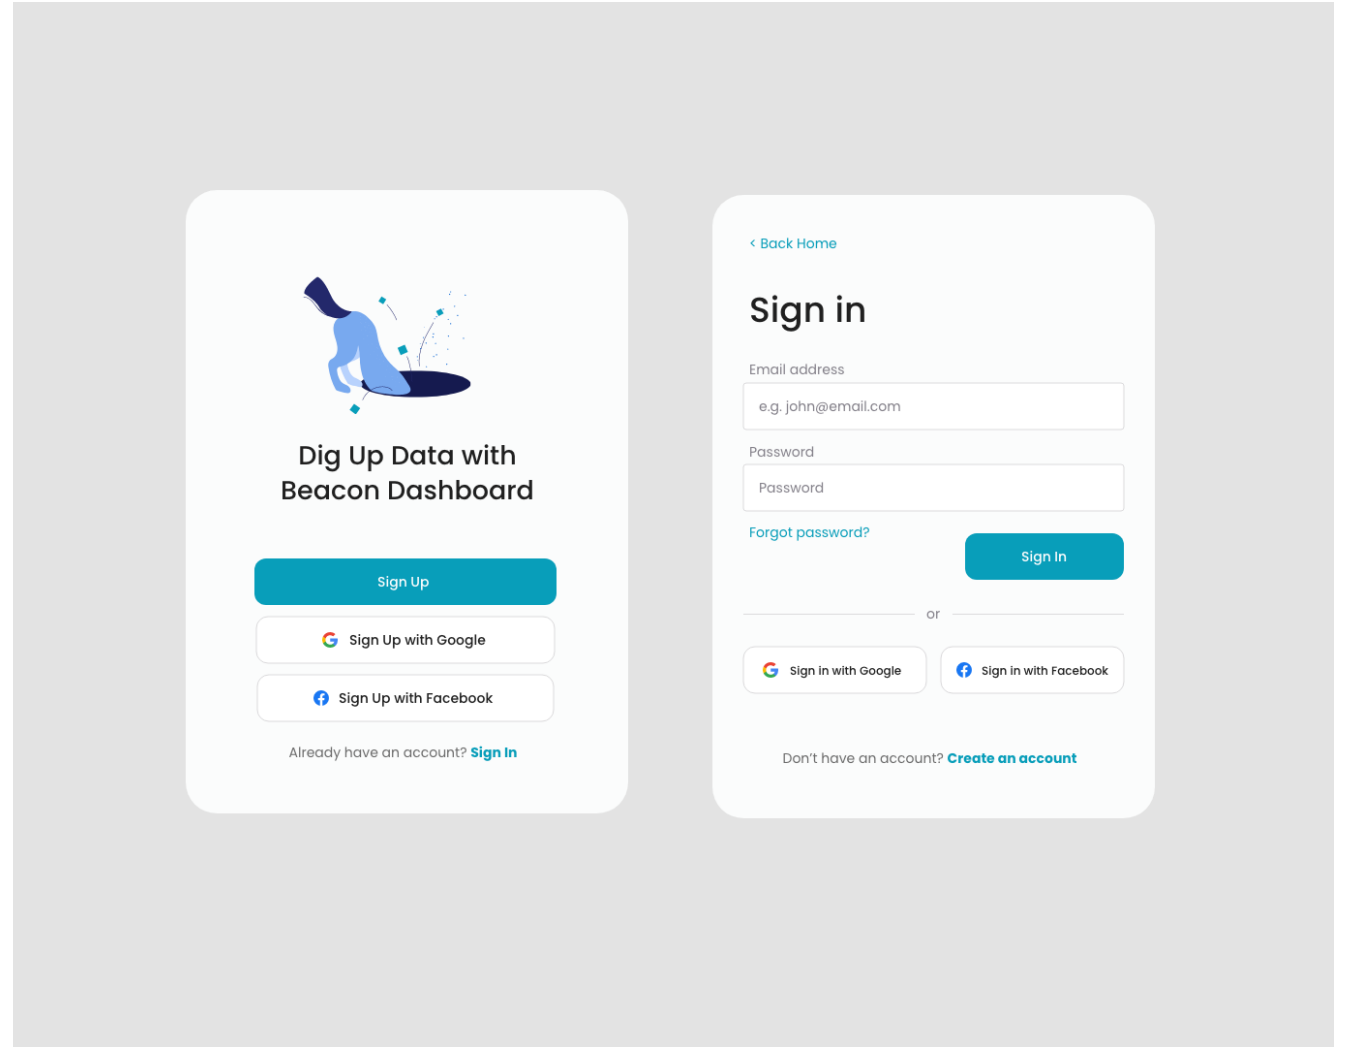 Dig Up Data with
Beacon Dashboard
Sign Up
Sign Up with Google
Sign Up with Facebook
Already have an account? Sign In
< Back Home
Sign in
Email address
e.g. john@email.com
Password
Password
Forgot password?
Sign In
or
Sign in with Google
Sign in with Facebook
Don’t have an account? Create an account